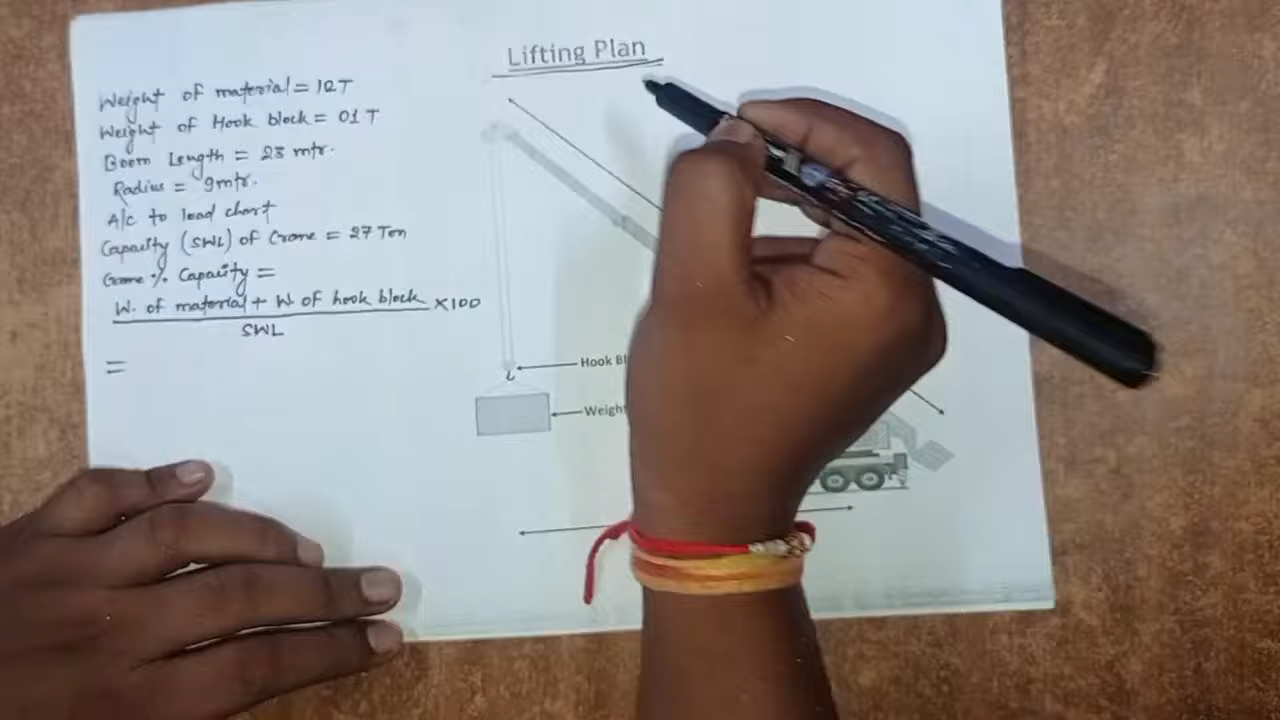 Lifting Plan
Weight of material = 12T
Weight of Hook block = 01 T
Boom Length = 23 mtr.
Radius = 9mtr.
A/c to load chart
Capacity (SWL) of Crane = 27 Ton
Crane % Capacity =
W. of material + W of hook block ×100
SWL
=
Hook Bl
Weight